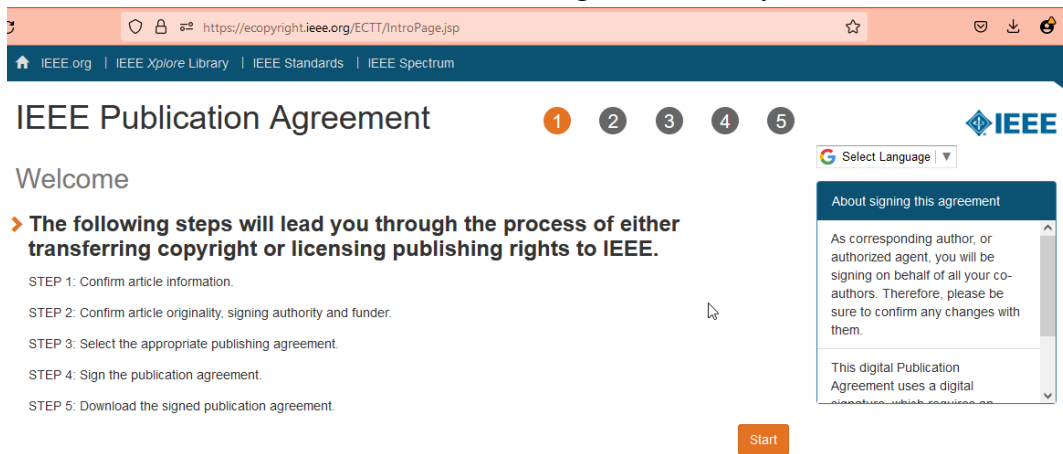 https://ecopyright.ieee.org/ECTT/IntroPage.jsp
IEEE.org | IEEE Xplore Library | IEEE Standards | IEEE Spectrum
IEEE Publication Agreement
1 2 3 4 5
IEEE
Select Language ▼
Welcome
The following steps will lead you through the process of either
transferring copyright or licensing publishing rights to IEEE.
STEP 1: Confirm article information.
STEP 2: Confirm article originality, signing authority and funder.
STEP 3: Select the appropriate publishing agreement.
STEP 4: Sign the publication agreement.
STEP 5: Download the signed publication agreement.
Start
About signing this agreement
As corresponding author, or
authorized agent, you will be
signing on behalf of all your co-
authors. Therefore, please be
sure to confirm any changes with
them.
This digital Publication
Agreement uses a digital